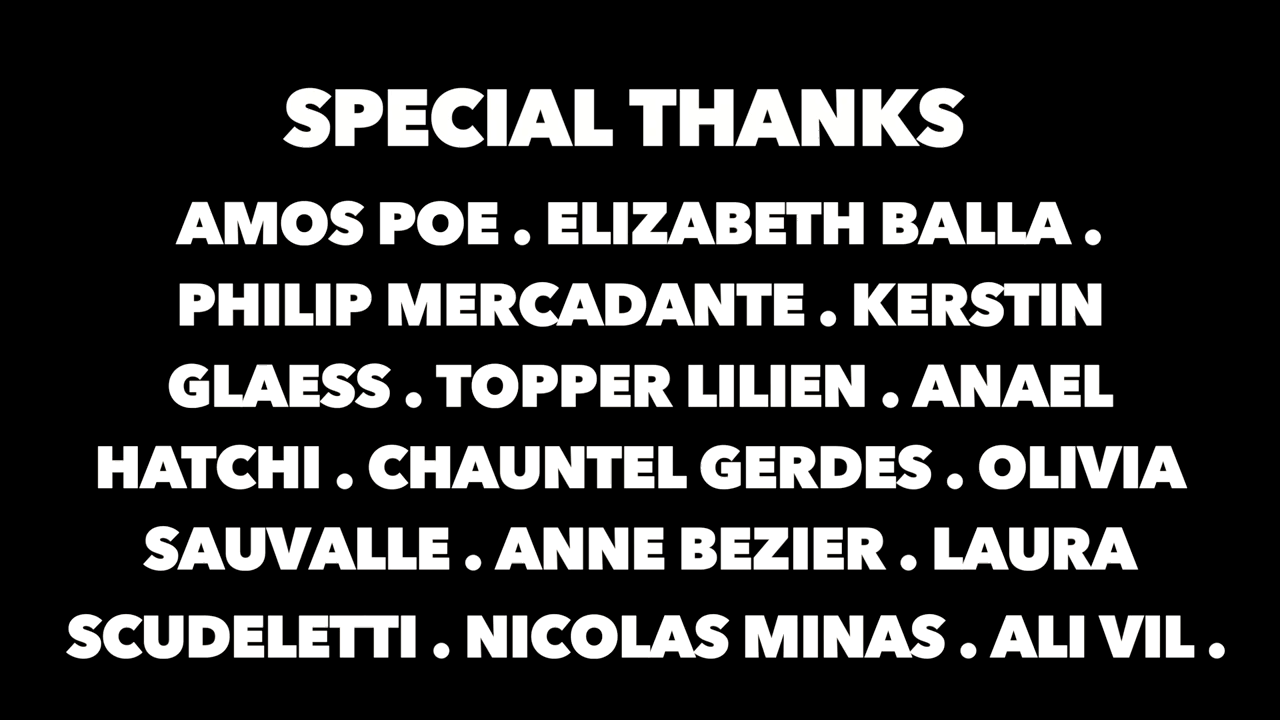 SPECIAL THANKS
AMOS POE . ELIZABETH BALLA .
PHILIP MERCADANTE . KERSTIN
GLAESS . TOPPER LILIEN . ANAEL
HATCHI . CHAUNTEL GERDES . OLIVIA
SAUVALLE . ANNE BEZIER . LAURA
SCUDELETTI . NICOLAS MINAS . ALI VIL .